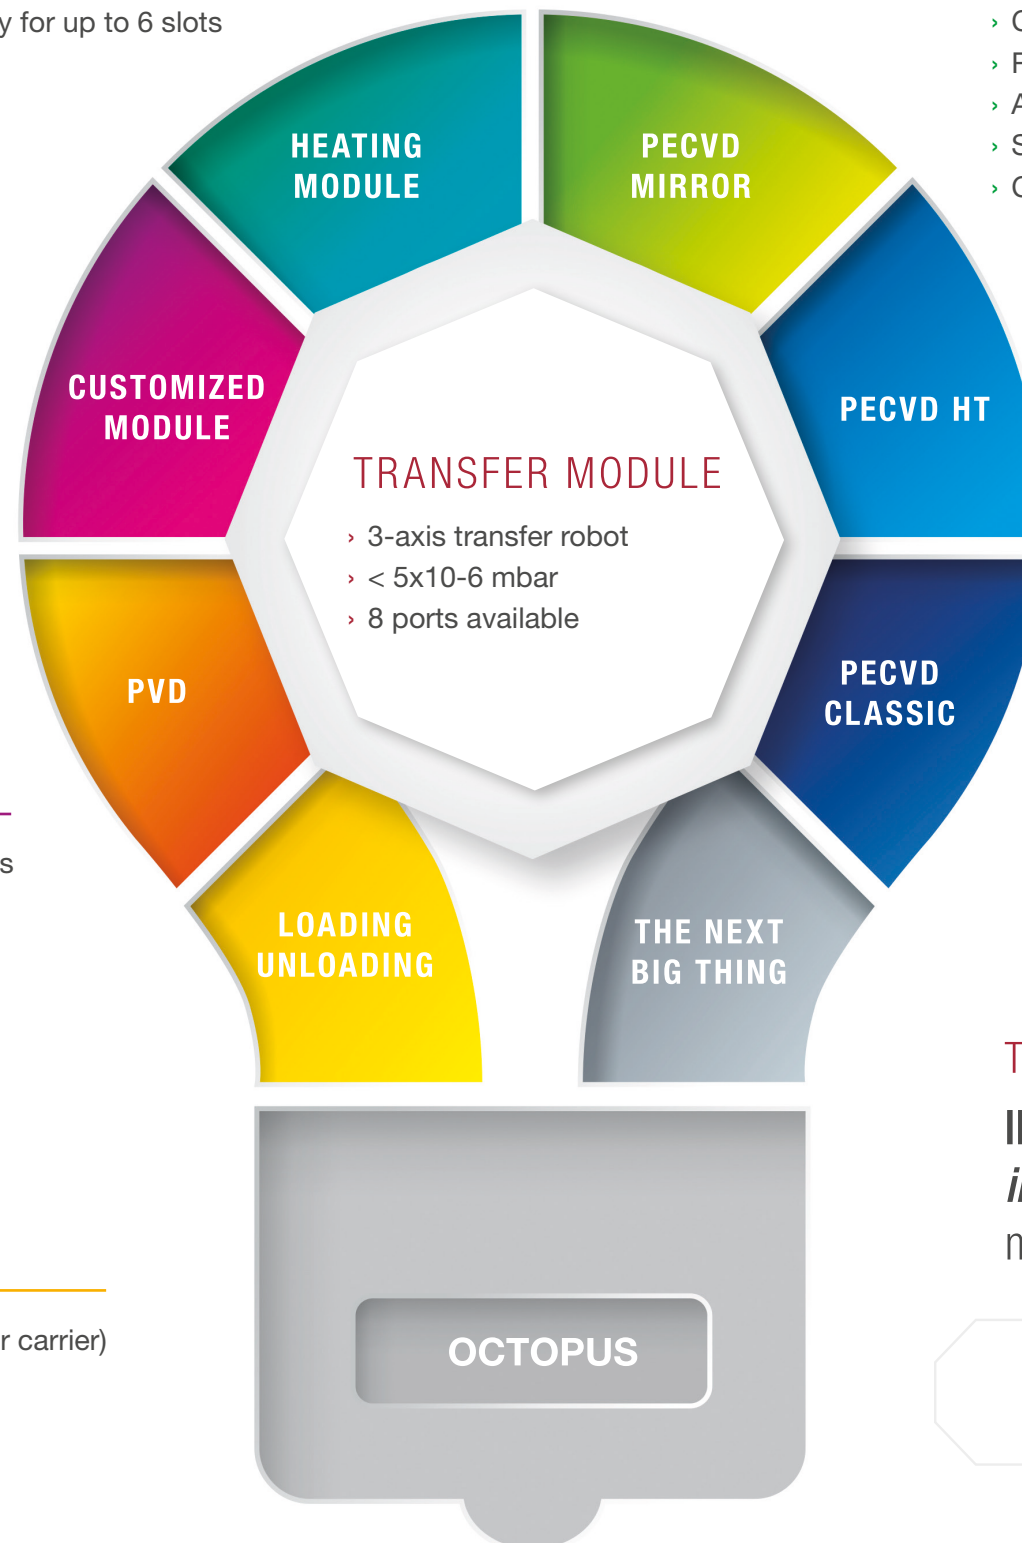 for up to 6 slots
HEATING
MODULE
PECVD
MIRROR
CUSTOMIZED
MODULE
PECVD HT
TRANSFER MODULE
› 3-axis transfer robot
› < 5x10-6 mbar
› 8 ports available
PVD
PECVD
CLASSIC
LOADING
UNLOADING
THE NEXT
BIG THING
carrier)
OCTOPUS